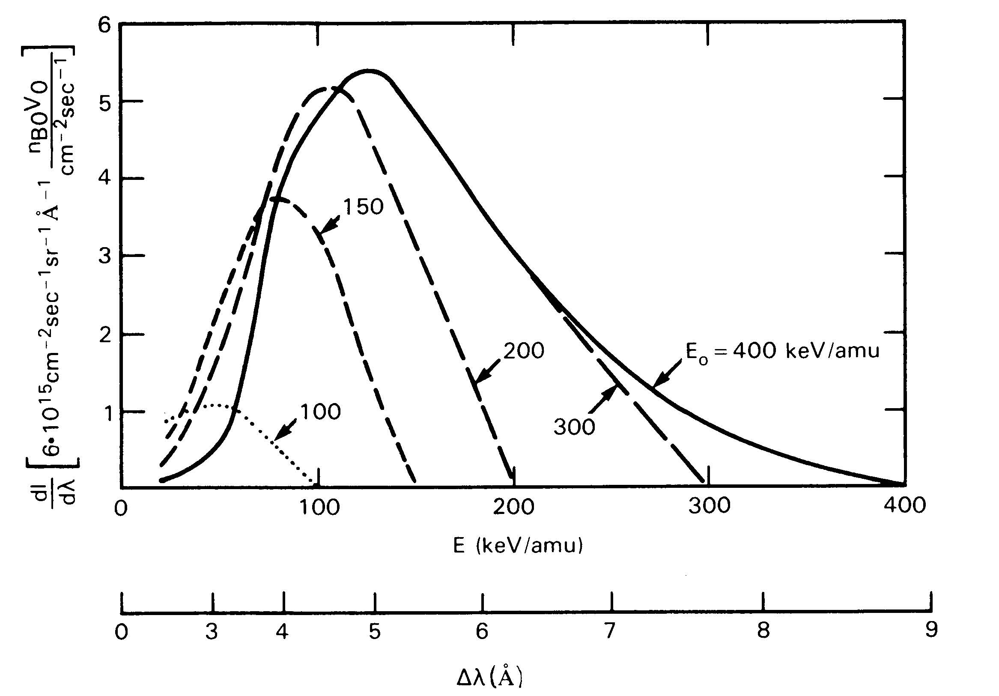 6
5
4
3
2
1
dI/dλ [6•10¹⁵cm⁻²sec⁻¹sr⁻¹Å⁻¹ nBOVO/cm⁻²sec⁻¹]
150
200
E₀ = 400 keV/amu
100
300
0 100 200 300 400
E (keV/amu)
0 3 4 5 6 7 8 9
Δλ(Å)